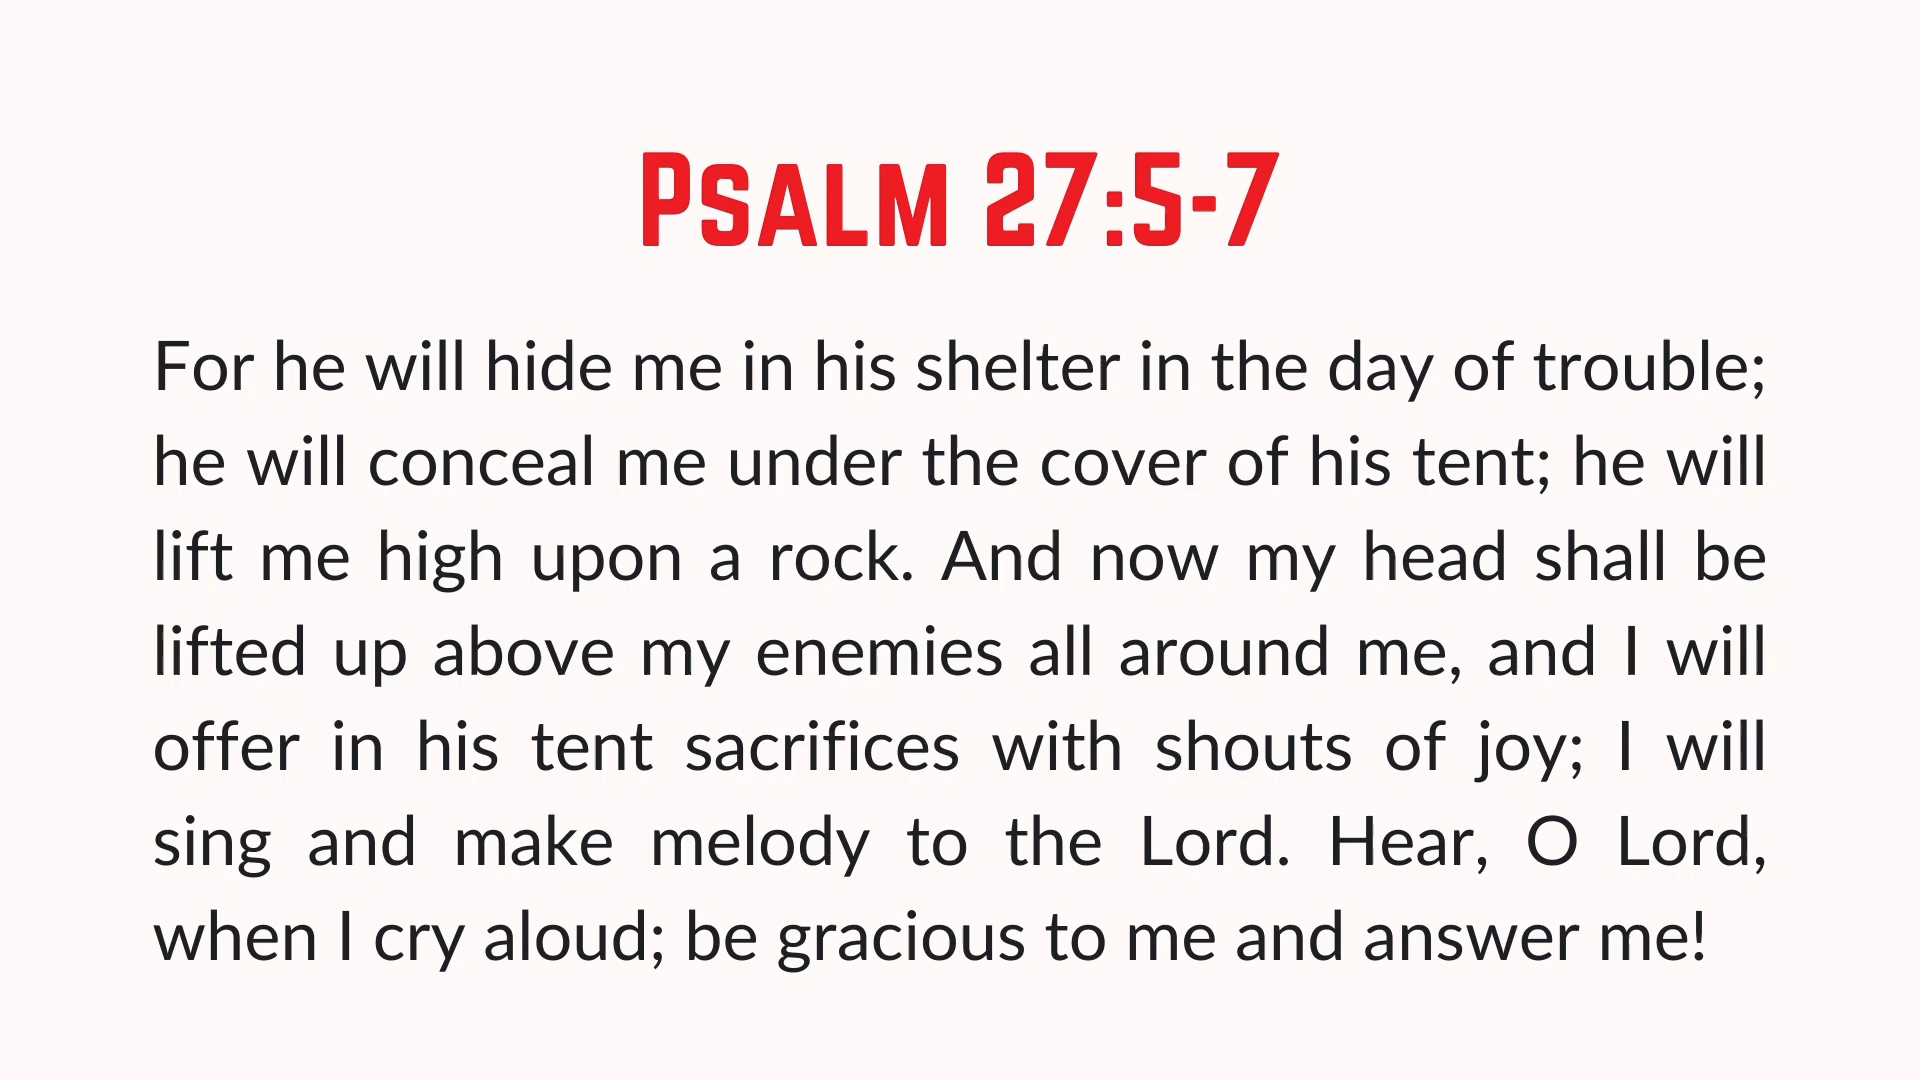 Psalm 27:5-7
For he will hide me in his shelter in the day of trouble;
he will conceal me under the cover of his tent; he will
lift me high upon a rock. And now my head shall be
lifted up above my enemies all around me, and I will
offer in his tent sacrifices with shouts of joy; I will
sing and make melody to the Lord. Hear, O Lord,
when I cry aloud; be gracious to me and answer me!